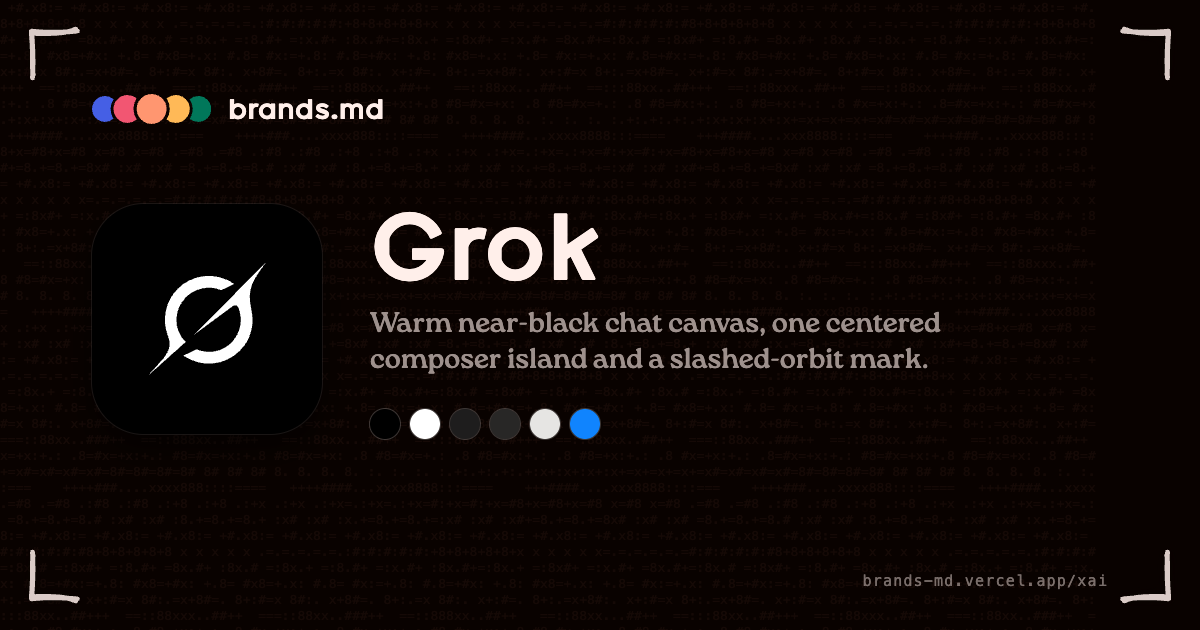 brands.md
Grok
Warm near-black chat canvas, one centered
composer island and a slashed-orbit mark.
brands-md.vercel.app/xai